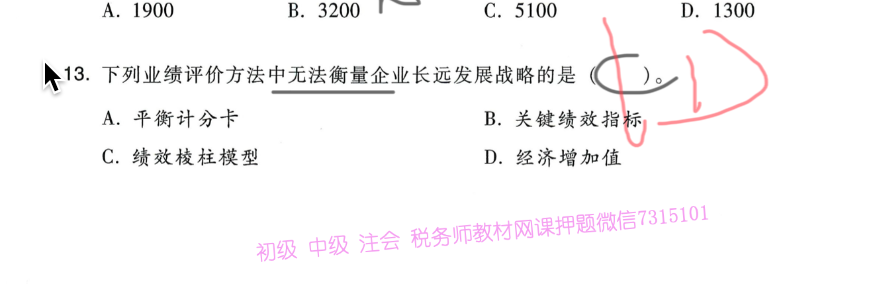 A. 1900 B. 3200 C. 5100 D. 1300
13. 下列业绩评价方法中无法衡量企业长远发展战略的是（ ）。
D
A. 平衡计分卡 B. 关键绩效指标
C. 绩效棱柱模型 D. 经济增加值
初级 中级 注会 税务师教材网课押题微信7315101